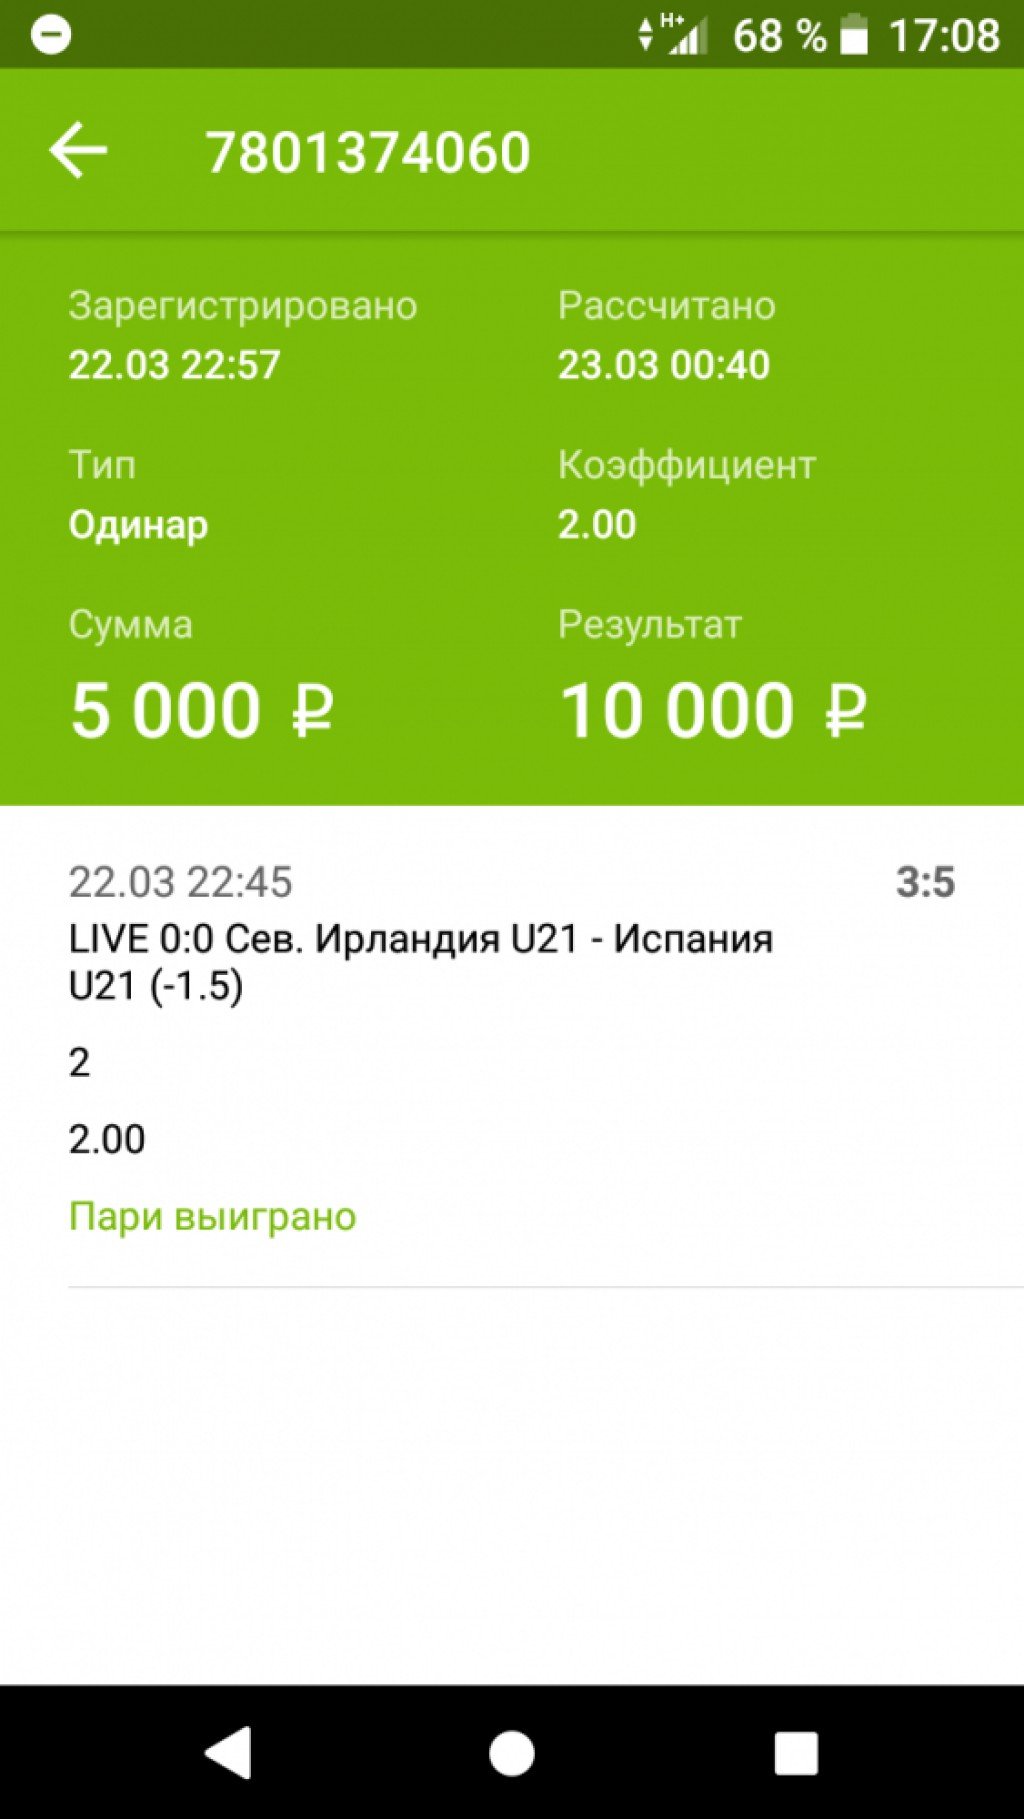 H+ 68 % 17:08
7801374060
Зарегистрировано Рассчитано
22.03 22:57 23.03 00:40
Тип Коэффициент
Одинар 2.00
Сумма Результат
5 000 ₽ 10 000 ₽
22.03 22:45 3:5
LIVE 0:0 Сев. Ирландия U21 - Испания
U21 (-1.5)
2
2.00
Пари выиграно